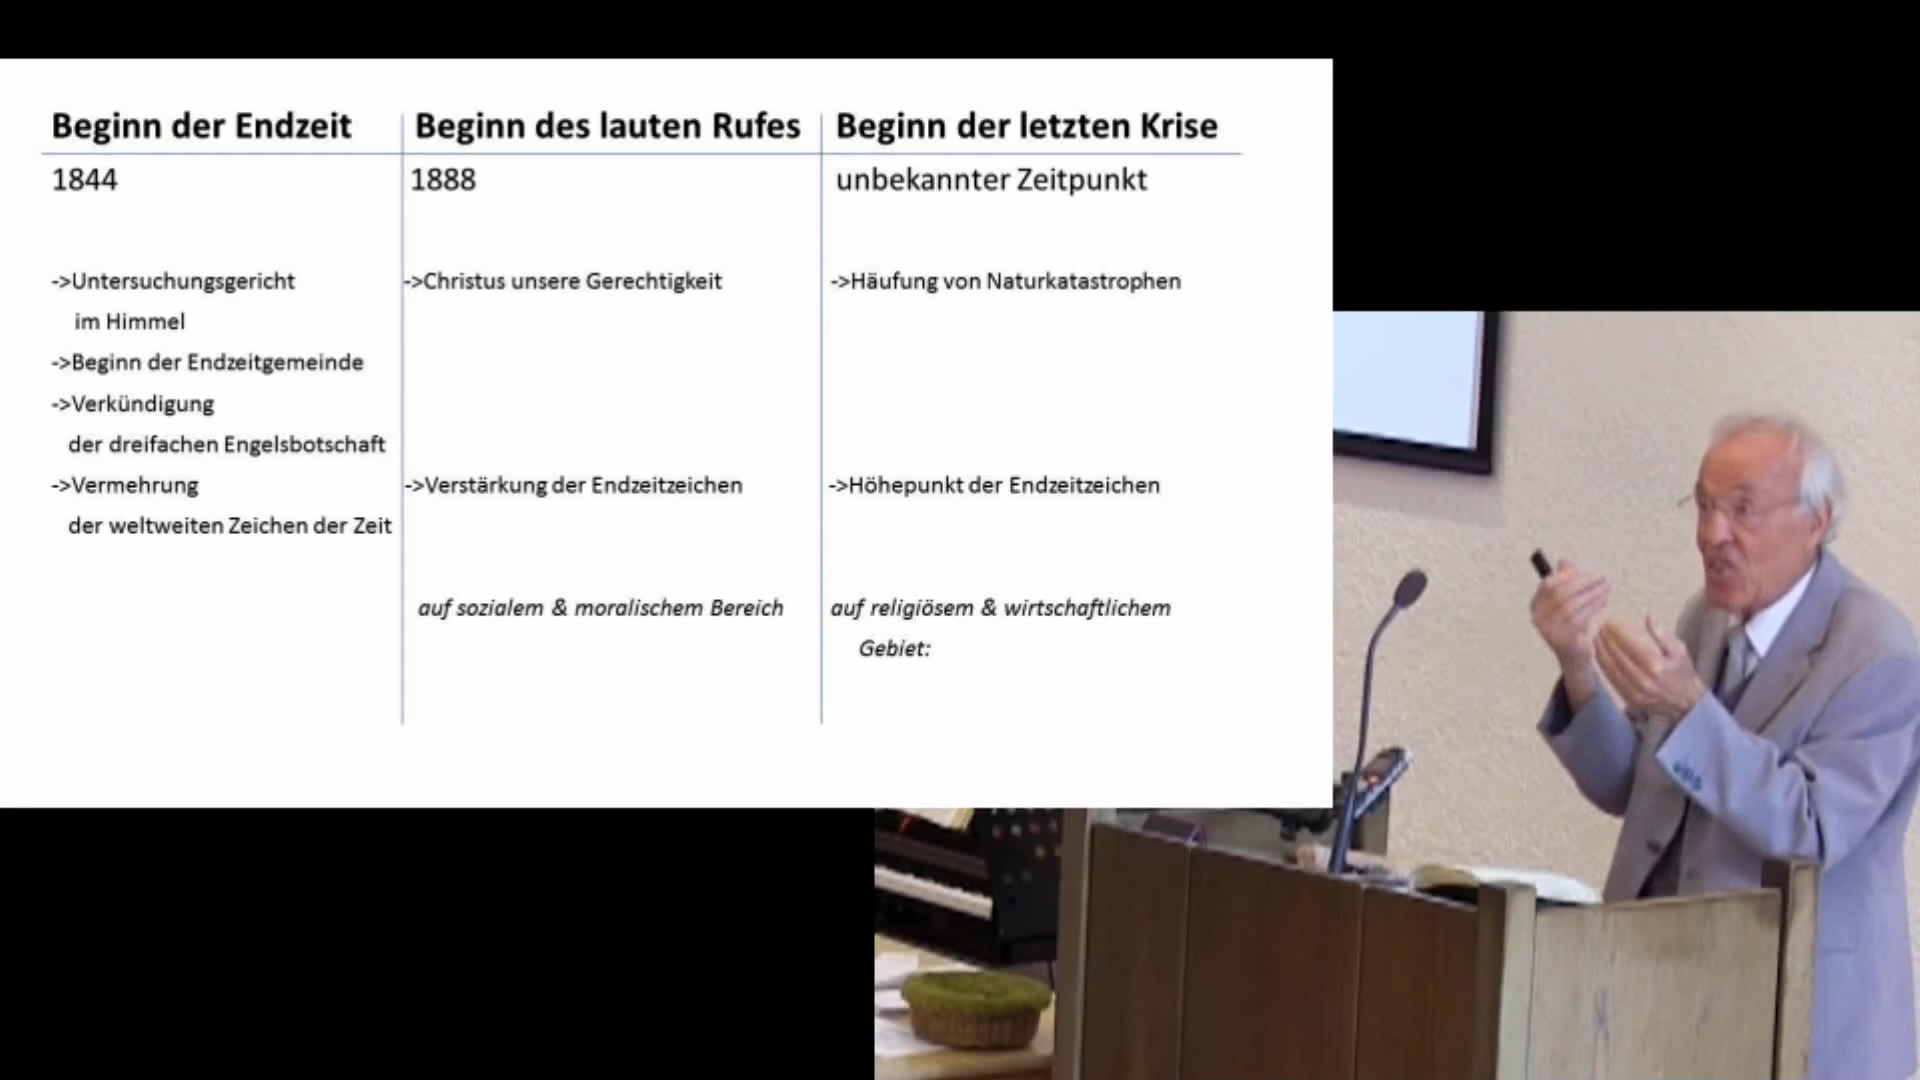 Beginn der Endzeit
1844
->Untersuchungsgericht
im Himmel
->Beginn der Endzeitgemeinde
->Verkündigung
der dreifachen Engelsbotschaft
->Vermehrung
der weltweiten Zeichen der Zeit
Beginn des lauten Rufes
1888
->Christus unsere Gerechtigkeit
->Verstärkung der Endzeitzeichen
auf sozialem & moralischem Bereich
Beginn der letzten Krise
unbekannter Zeitpunkt
->Häufung von Naturkatastrophen
->Höhepunkt der Endzeitzeichen
auf religiösem & wirtschaftlichem
Gebiet: